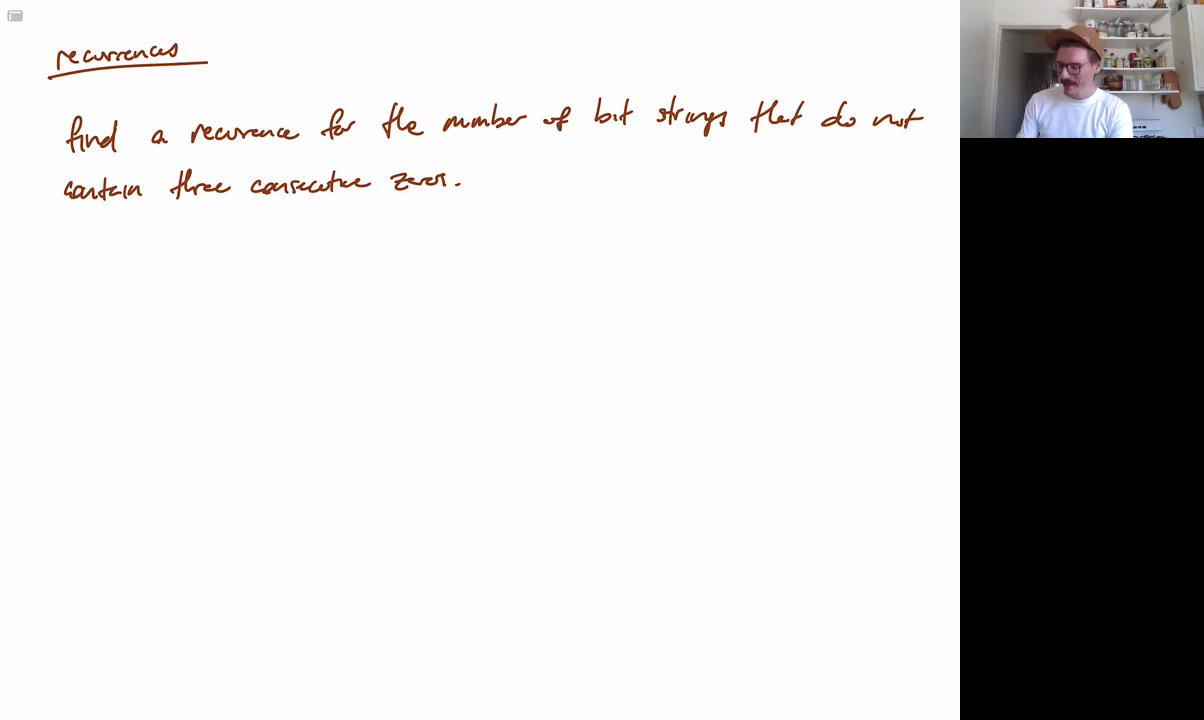 recurrences
find a recurrence for the number of bit strings that do not
contain three consecutive zeros.